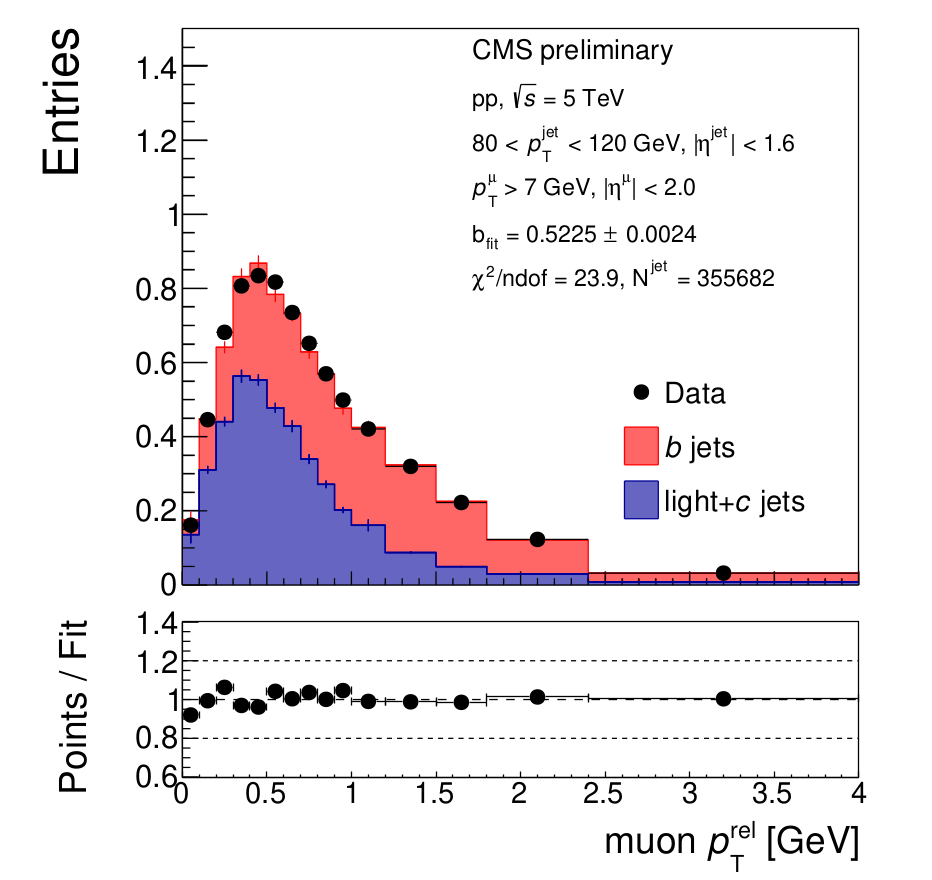 Entries
CMS preliminary
pp, √s = 5 TeV
80 < p_T^jet < 120 GeV, |η^jet| < 1.6
p_T^μ > 7 GeV, |η^μ| < 2.0
b_fit = 0.5225 ± 0.0024
χ²/ndof = 23.9, N^jet = 355682
Data
b jets
light+c jets
1.4
1.2
1
0.8
0.6
0.4
0.2
0
Points / Fit
1.4
1.2
1
0.8
0.6
0 0.5 1 1.5 2 2.5 3 3.5 4
muon p_T^rel [GeV]